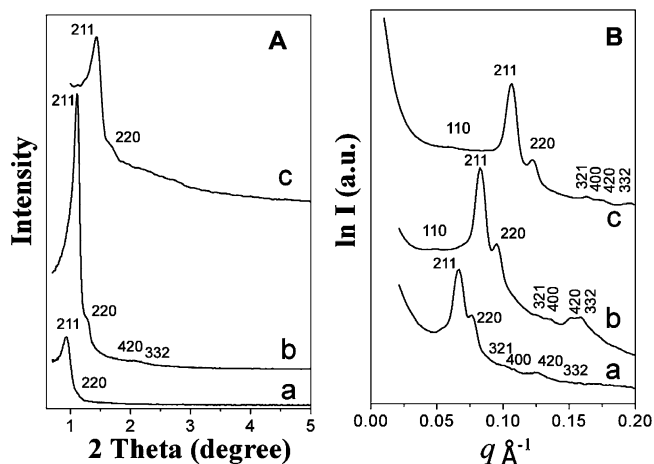 A
Intensity
211
220
c
211
220
420 332
b
211
220
a
1 2 3 4 5
2 Theta (degree)
B
ln I (a.u.)
211
110
220
321
400
420
332
c
211
110
220
321
400
420
332
b
211
220
321
400
420
332
a
0.00 0.05 0.10 0.15 0.20
q Å-1